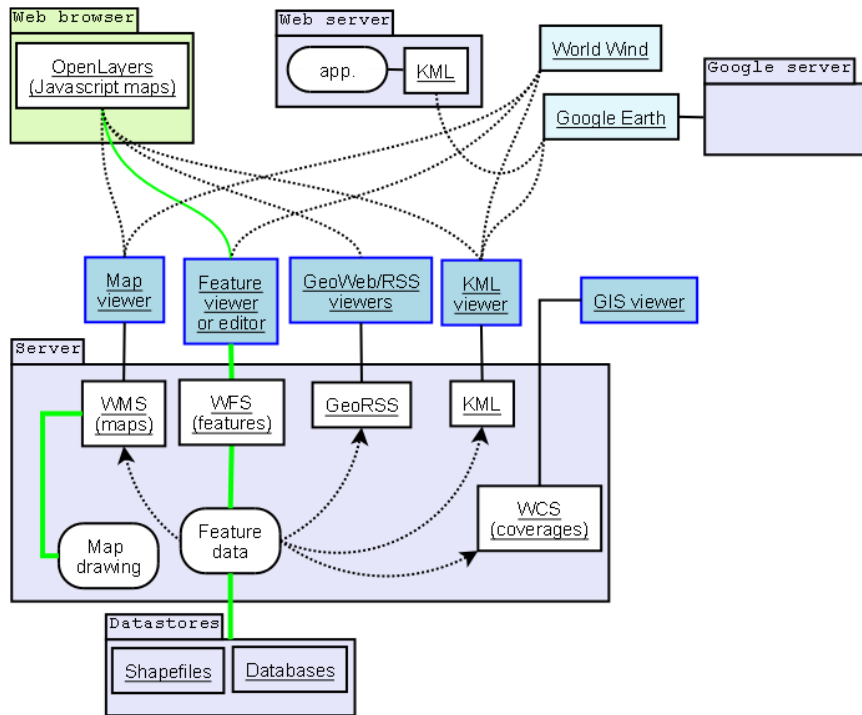 Web browser
OpenLayers
(Javascript maps)
Web server
app.
KML
World Wind
Google server
Google Earth
Map
viewer
Feature
viewer
or editor
GeoWeb/RSS
viewers
KML
viewer
GIS viewer
Server
WMS
(maps)
WFS
(features)
GeoRSS
KML
WCS
(coverages)
Map
drawing
Feature
data
Datastores
Shapefiles
Databases